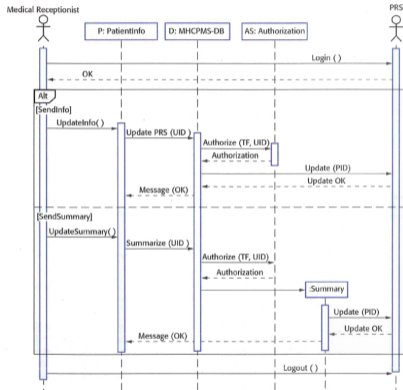 Medical Receptionist
PRS
P: PatientInfo
D: MHCPMS-DB
AS: Authorization
Login ( )
OK
Alt
[SendInfo]
UpdateInfo( )
Update PRS (UID )
Authorize (TF, UID)
Authorization
Update (PID)
Update OK
Message (OK)
[SendSummary]
UpdateSummary( )
Summarize (UID )
Authorize (TF, UID)
Authorization
:Summary
Update (PID)
Update OK
Message (OK)
Logout ( )